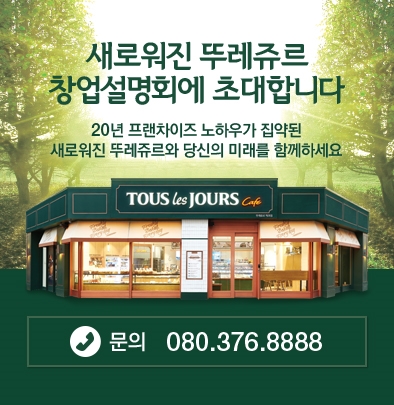 새로워진 뚜레쥬르
창업설명회에 초대합니다
20년 프랜차이즈 노하우가 집약된
새로워진 뚜레쥬르와 당신의 미래를 함께하세요
TOUS les JOURS Cafe
문의 080.376.8888